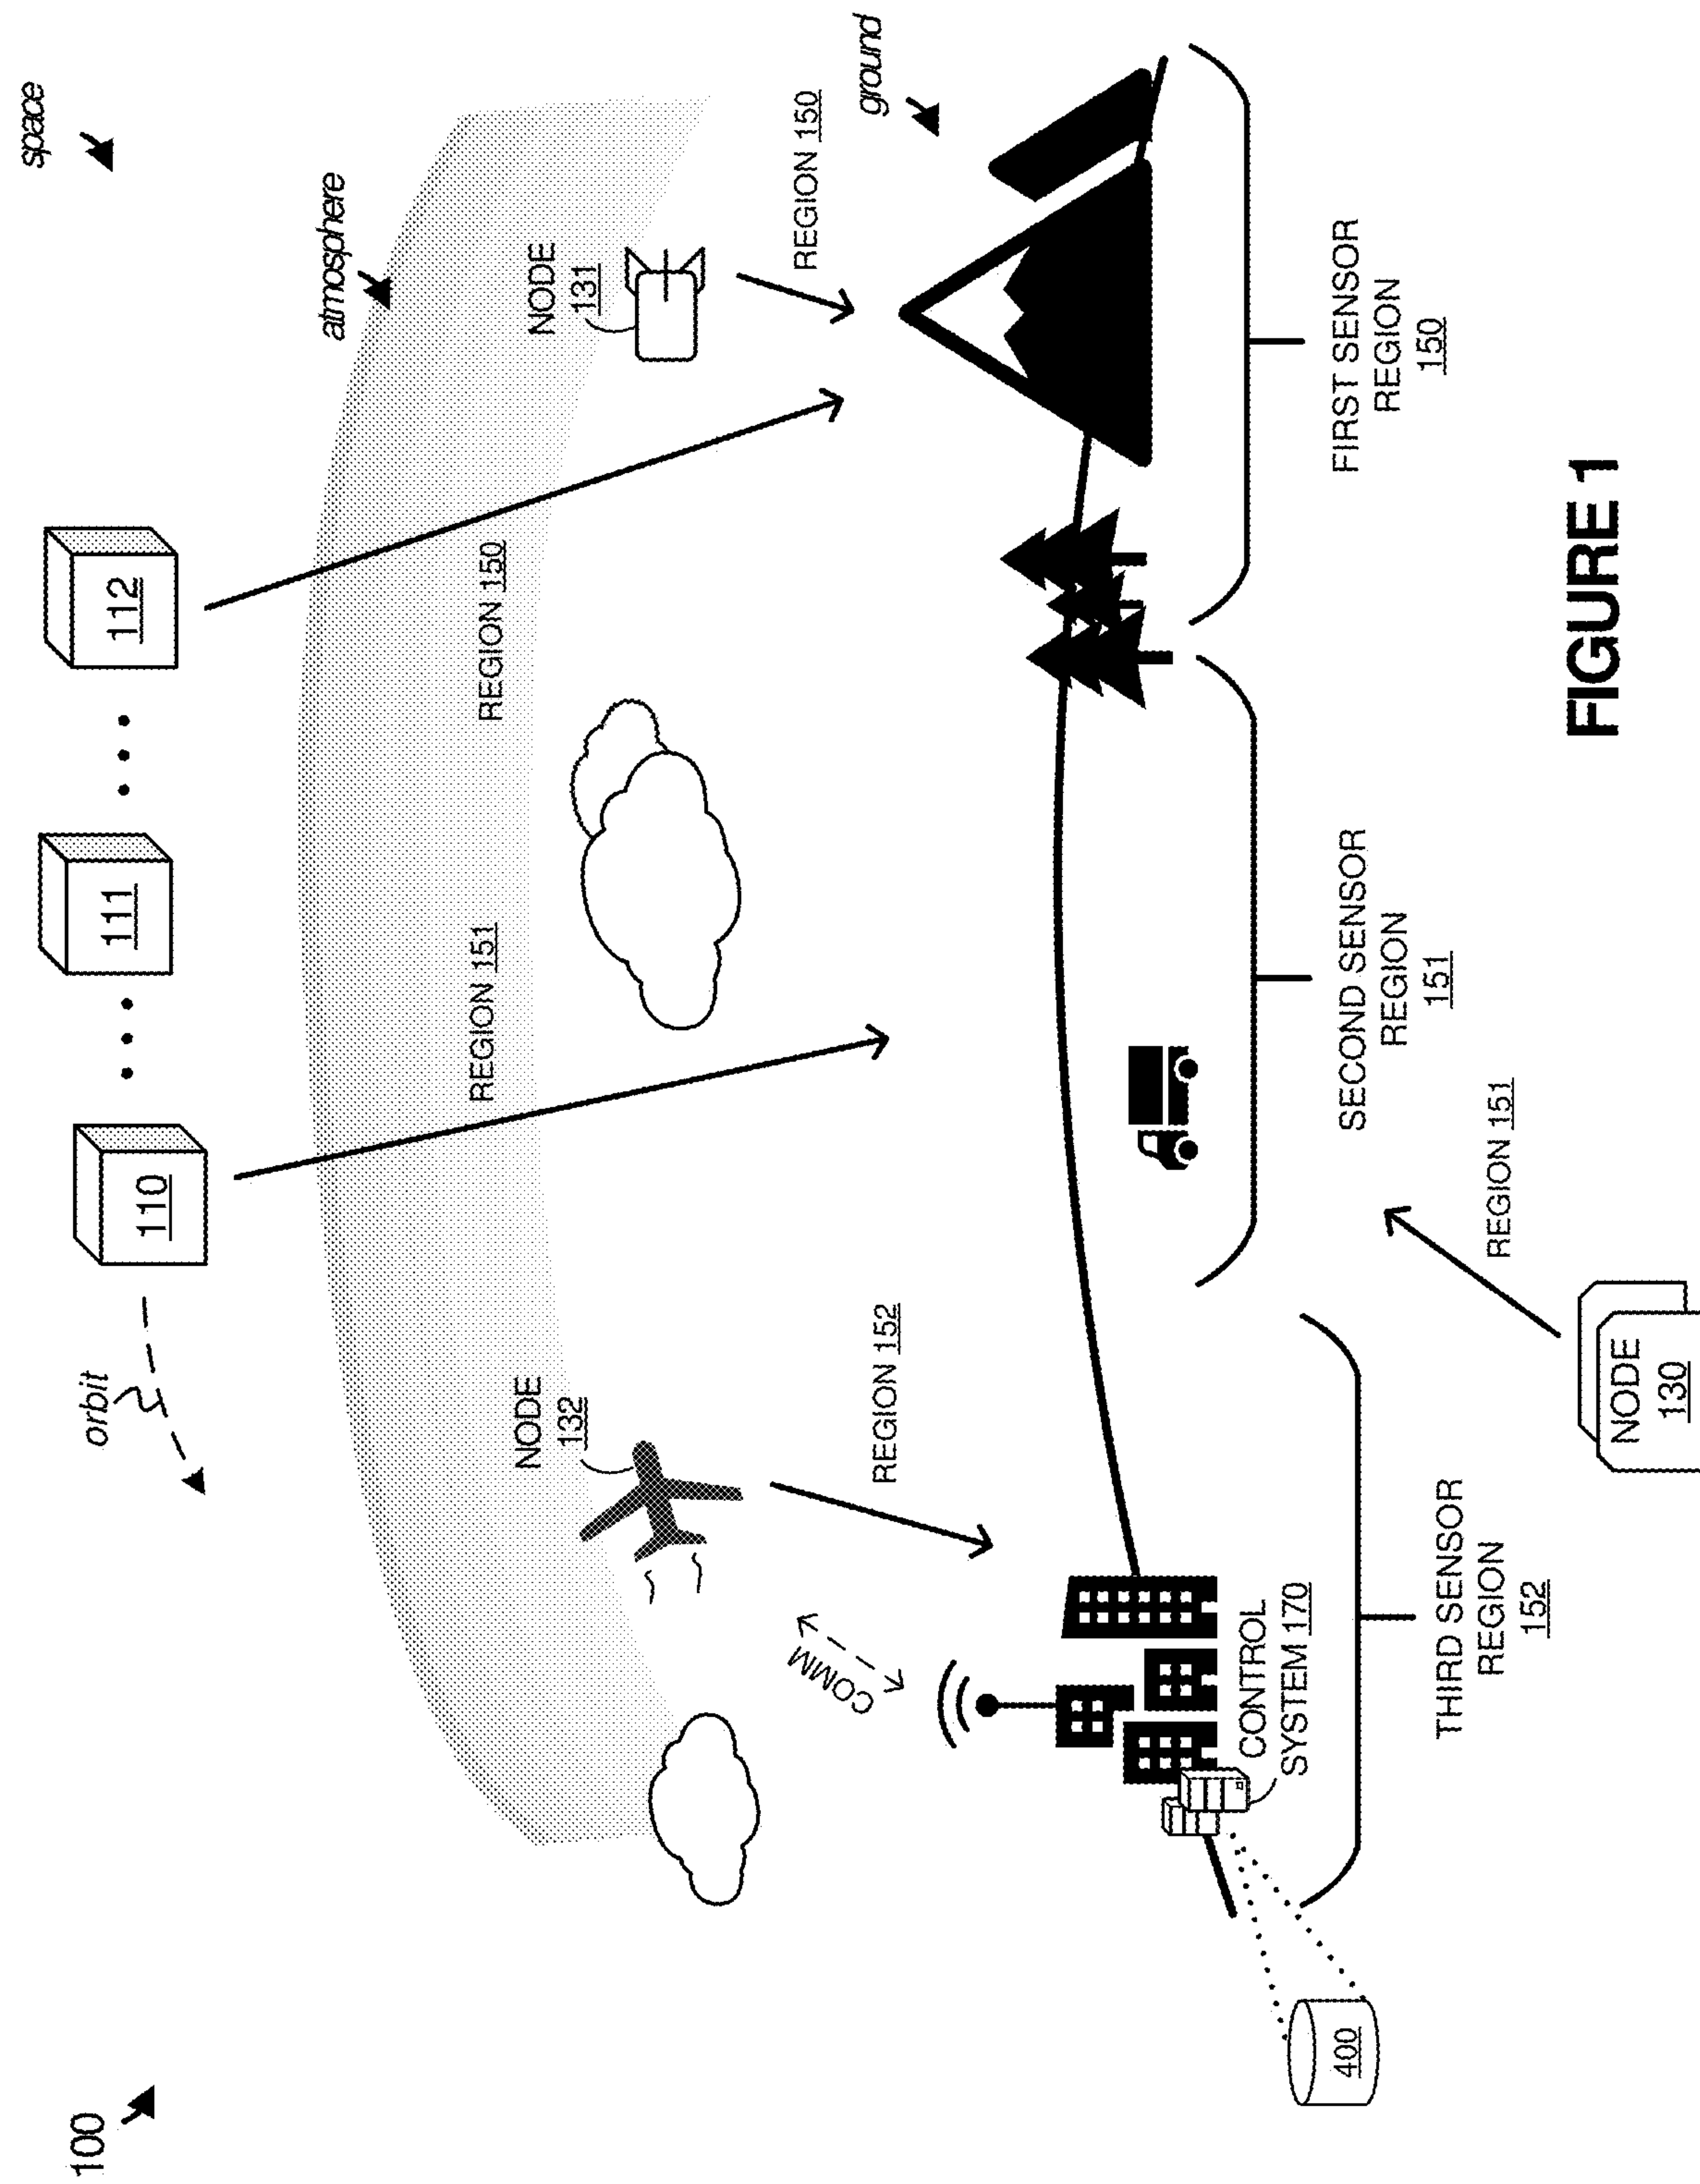 100
space
orbit
110
111
112
atmosphere
NODE
132
NODE
131
REGION 151
REGION 150
REGION 150
ground
REGION 152
COMM
CONTROL
SYSTEM 170
400
THIRD SENSOR
REGION
152
SECOND SENSOR
REGION
151
FIRST SENSOR
REGION
150
REGION 151
NODE
130
FIGURE 1